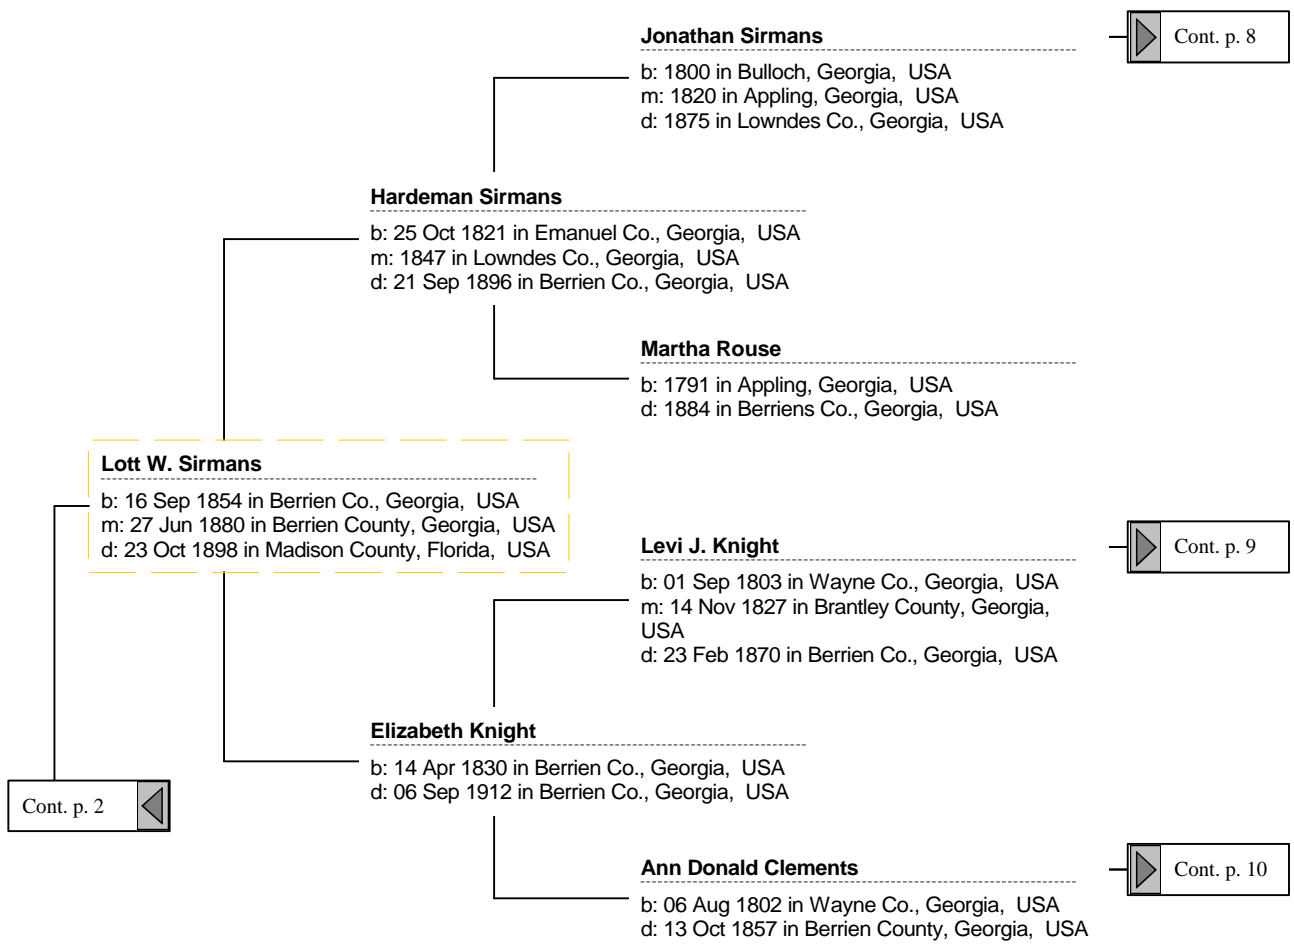 Jonathan Sirmans
Cont. p. 8
b: 1800 in Bulloch, Georgia, USA
m: 1820 in Appling, Georgia, USA
d: 1875 in Lowndes Co., Georgia, USA
Hardeman Sirmans
b: 25 Oct 1821 in Emanuel Co., Georgia, USA
m: 1847 in Lowndes Co., Georgia, USA
d: 21 Sep 1896 in Berrien Co., Georgia, USA
Martha Rouse
b: 1791 in Appling, Georgia, USA
d: 1884 in Berriens Co., Georgia, USA
Lott W. Sirmans
b: 16 Sep 1854 in Berrien Co., Georgia, USA
m: 27 Jun 1880 in Berrien County, Georgia, USA
d: 23 Oct 1898 in Madison County, Florida, USA
Levi J. Knight
Cont. p. 9
b: 01 Sep 1803 in Wayne Co., Georgia, USA
m: 14 Nov 1827 in Brantley County, Georgia,
USA
d: 23 Feb 1870 in Berrien Co., Georgia, USA
Elizabeth Knight
b: 14 Apr 1830 in Berrien Co., Georgia, USA
d: 06 Sep 1912 in Berrien Co., Georgia, USA
Cont. p. 2
Ann Donald Clements
Cont. p. 10
b: 06 Aug 1802 in Wayne Co., Georgia, USA
d: 13 Oct 1857 in Berrien County, Georgia, USA